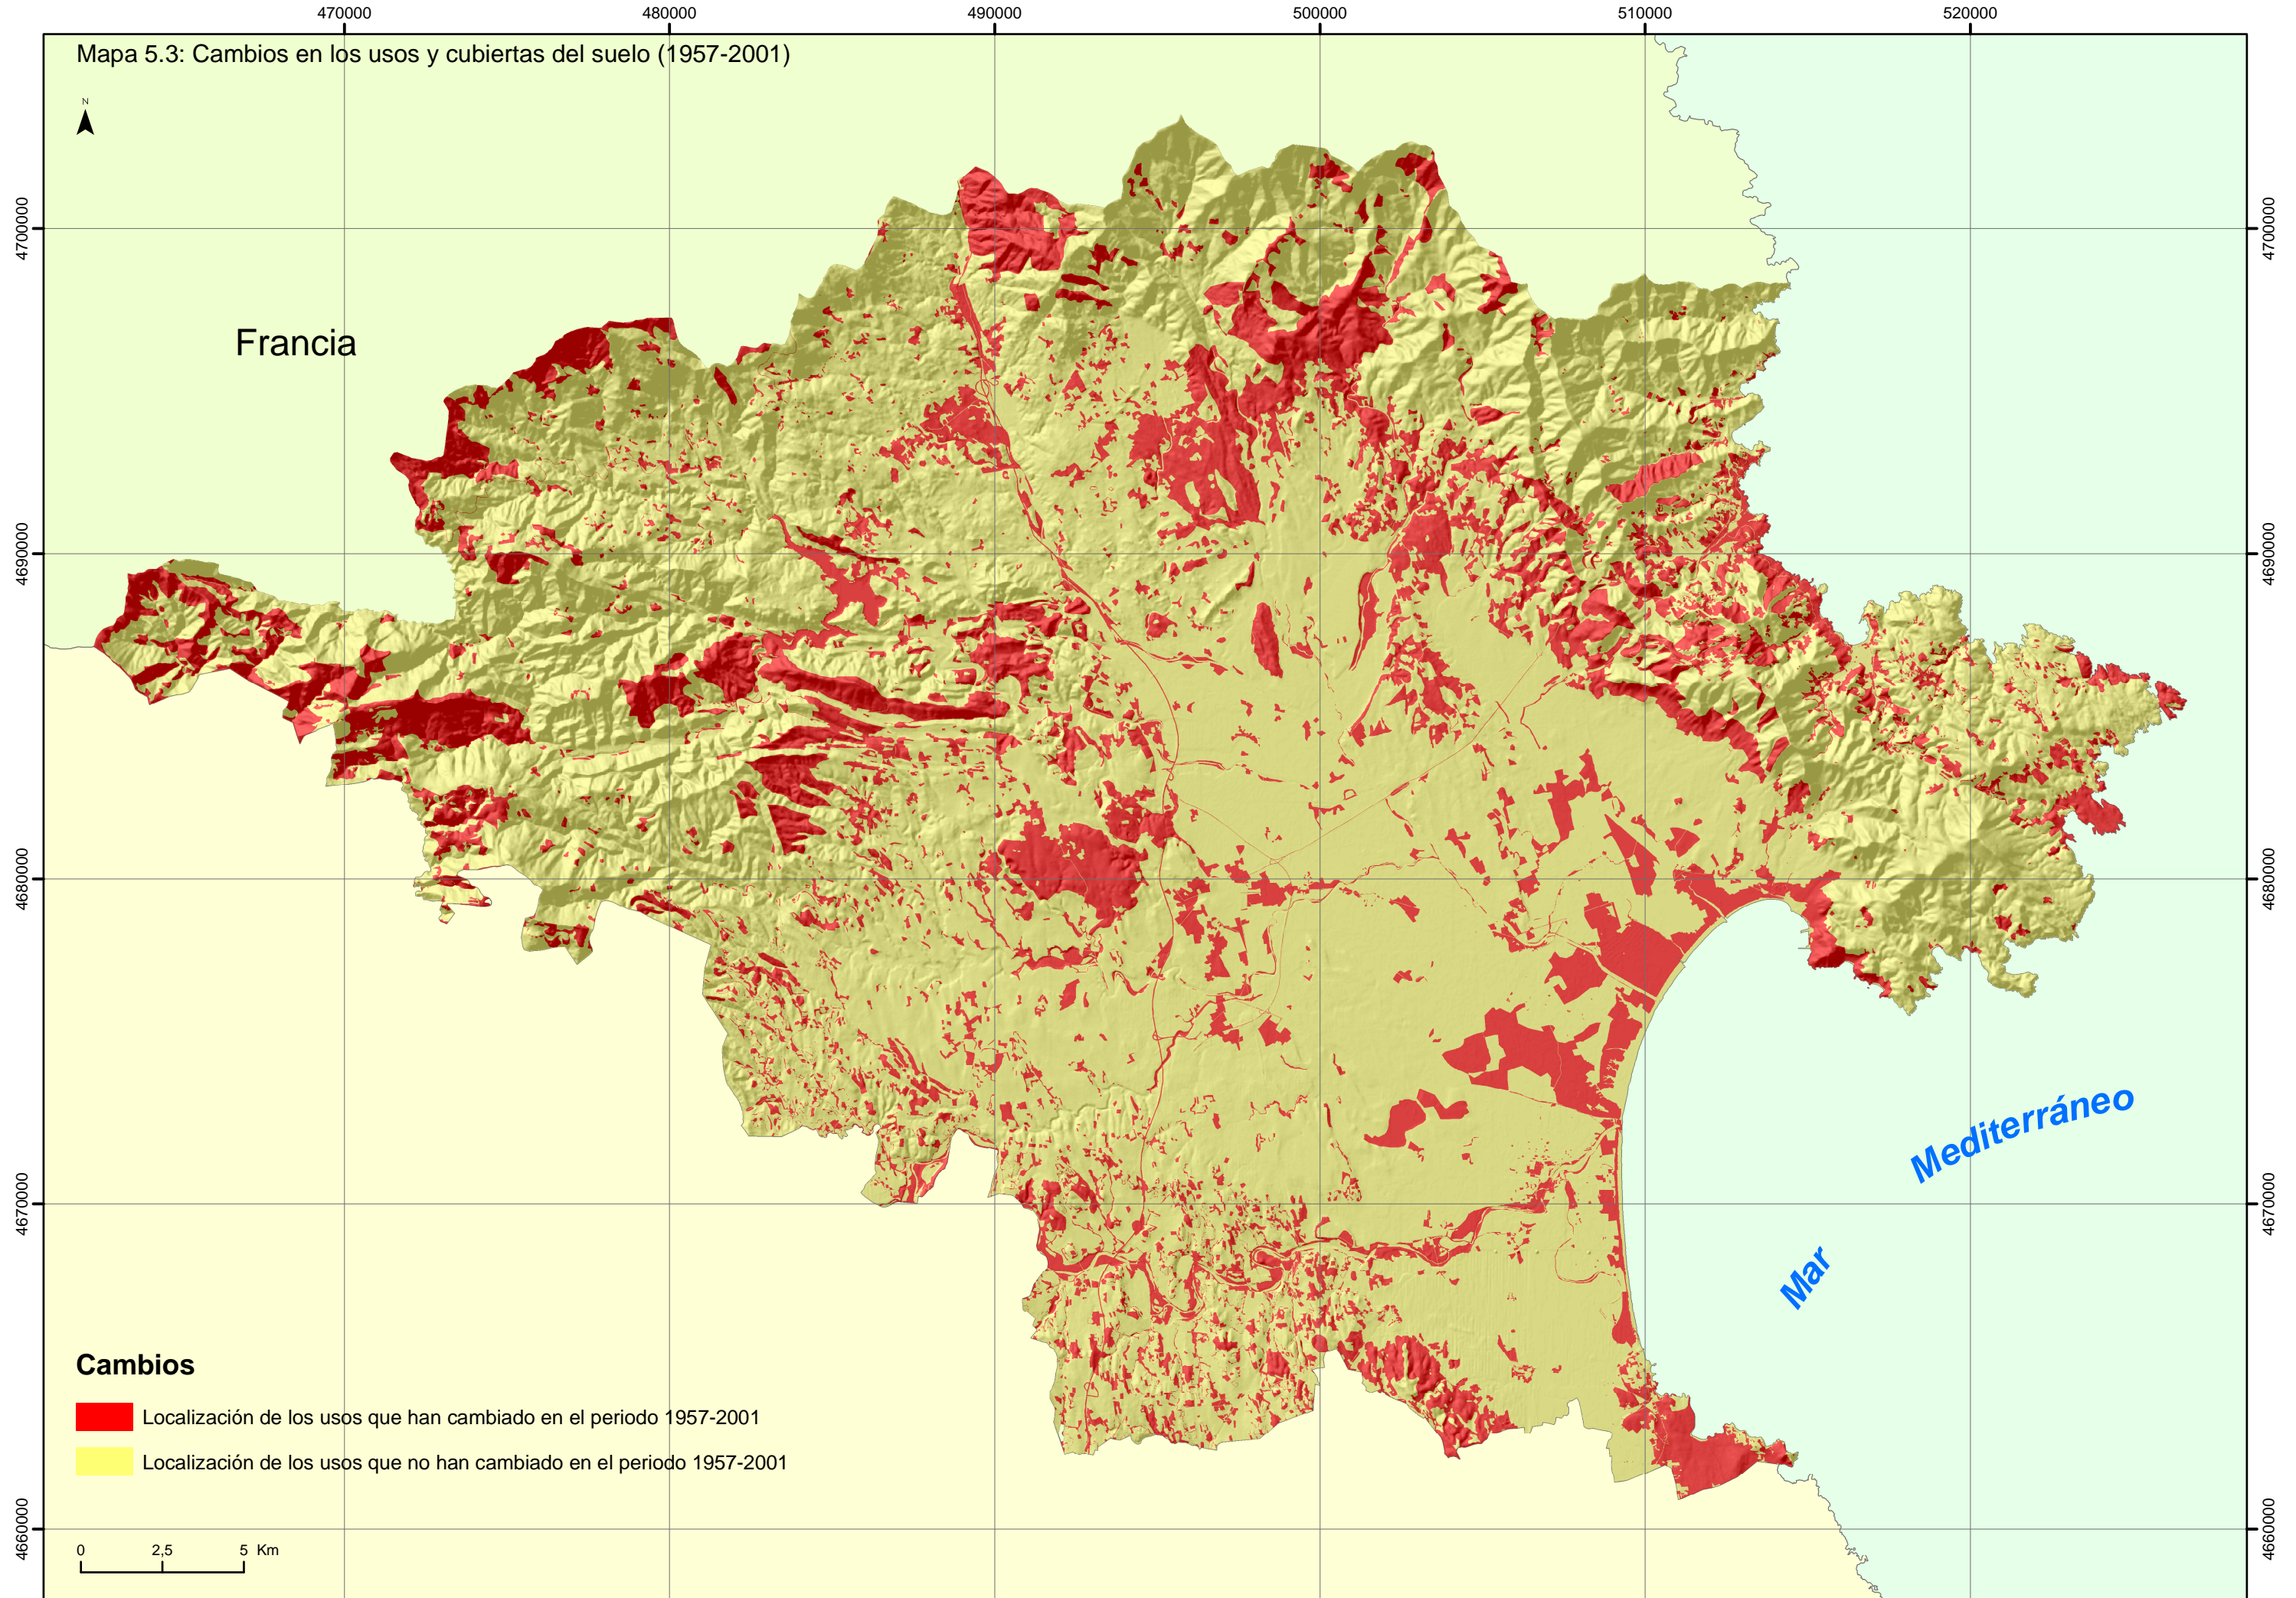 470000 480000 490000 500000 510000 520000
Mapa 5.3: Cambios en los usos y cubiertas del suelo (1957-2001)
N
4700000 4700000
Francia
4690000 4690000
4680000 4680000
Mediterráneo
4670000 4670000
Mar
Cambios
Localización de los usos que han cambiado en el periodo 1957-2001
Localización de los usos que no han cambiado en el periodo 1957-2001
4660000 4660000
0 2,5 5 Km